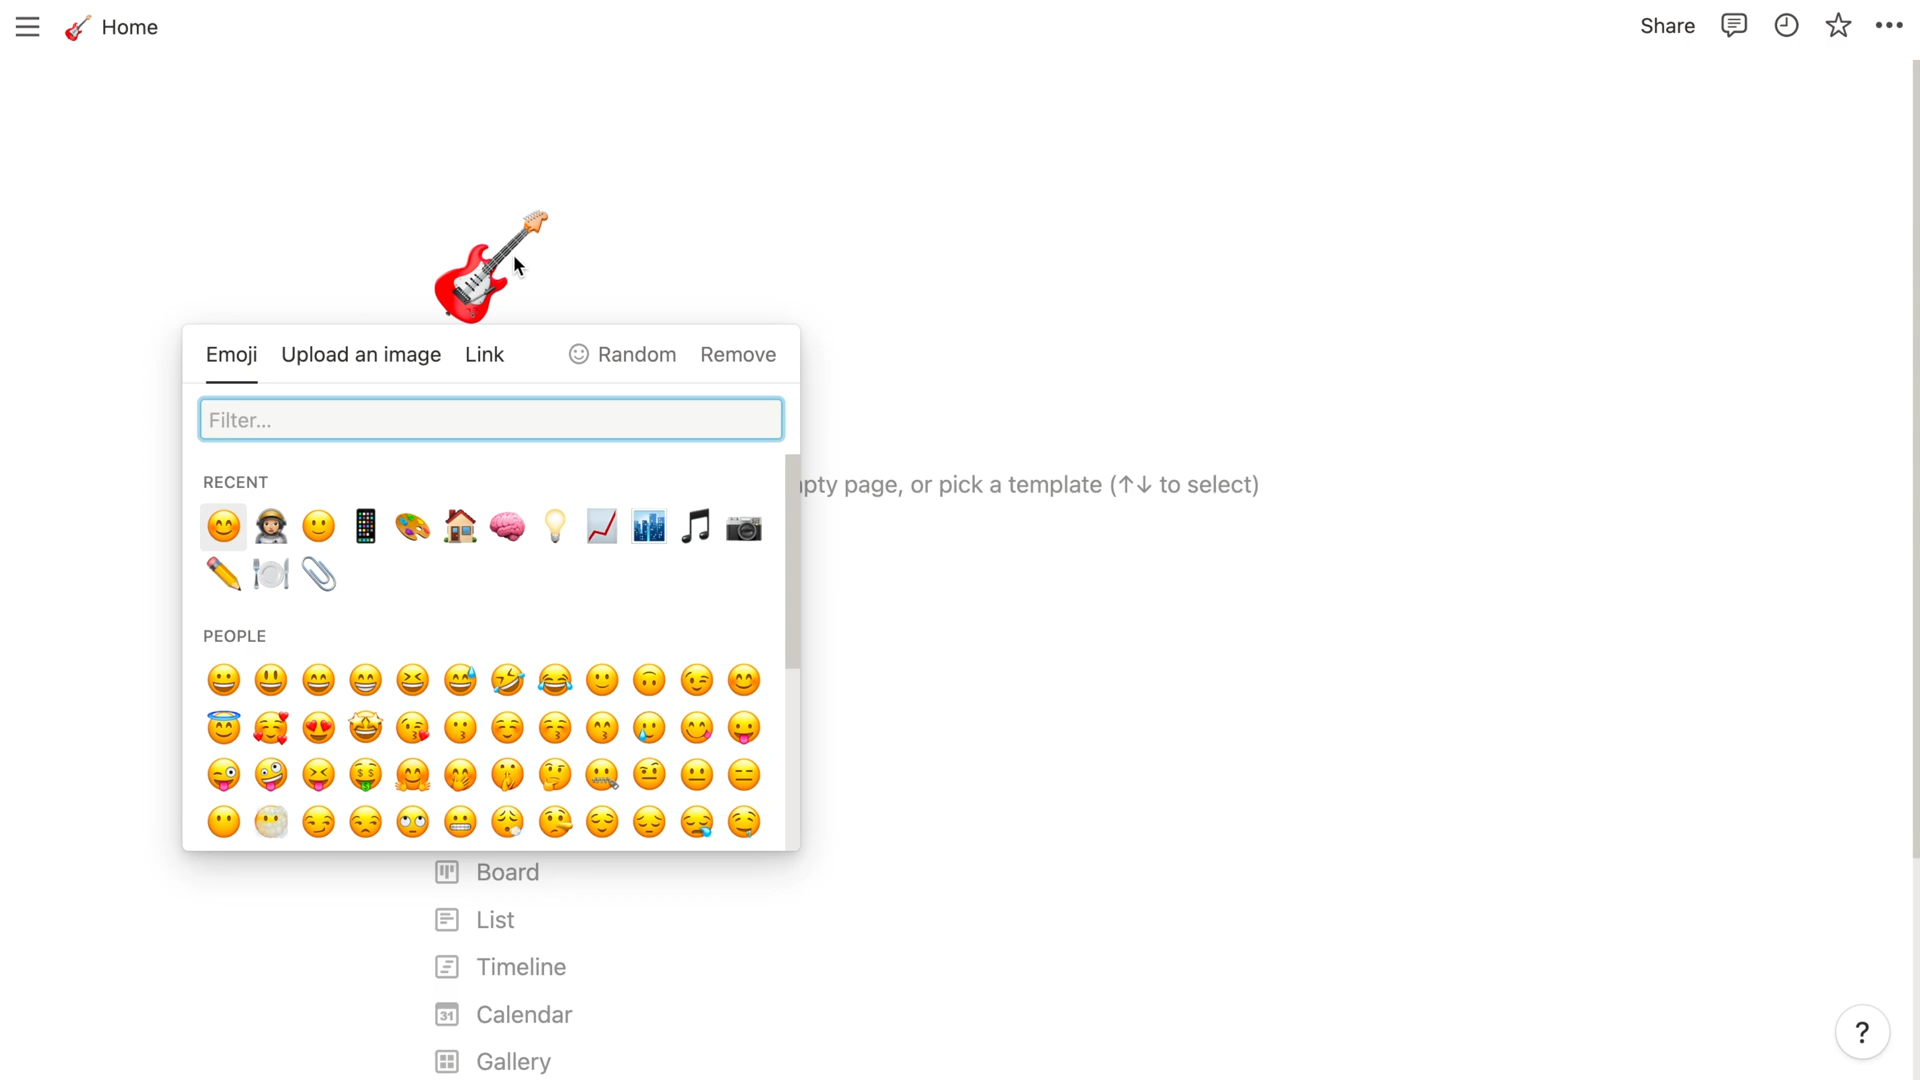 Home
Share
Emoji Upload an image Link Random Remove
Filter...
RECENT
pty page, or pick a template (↑↓ to select)
PEOPLE
Board
List
Timeline
31 Calendar
Gallery
?